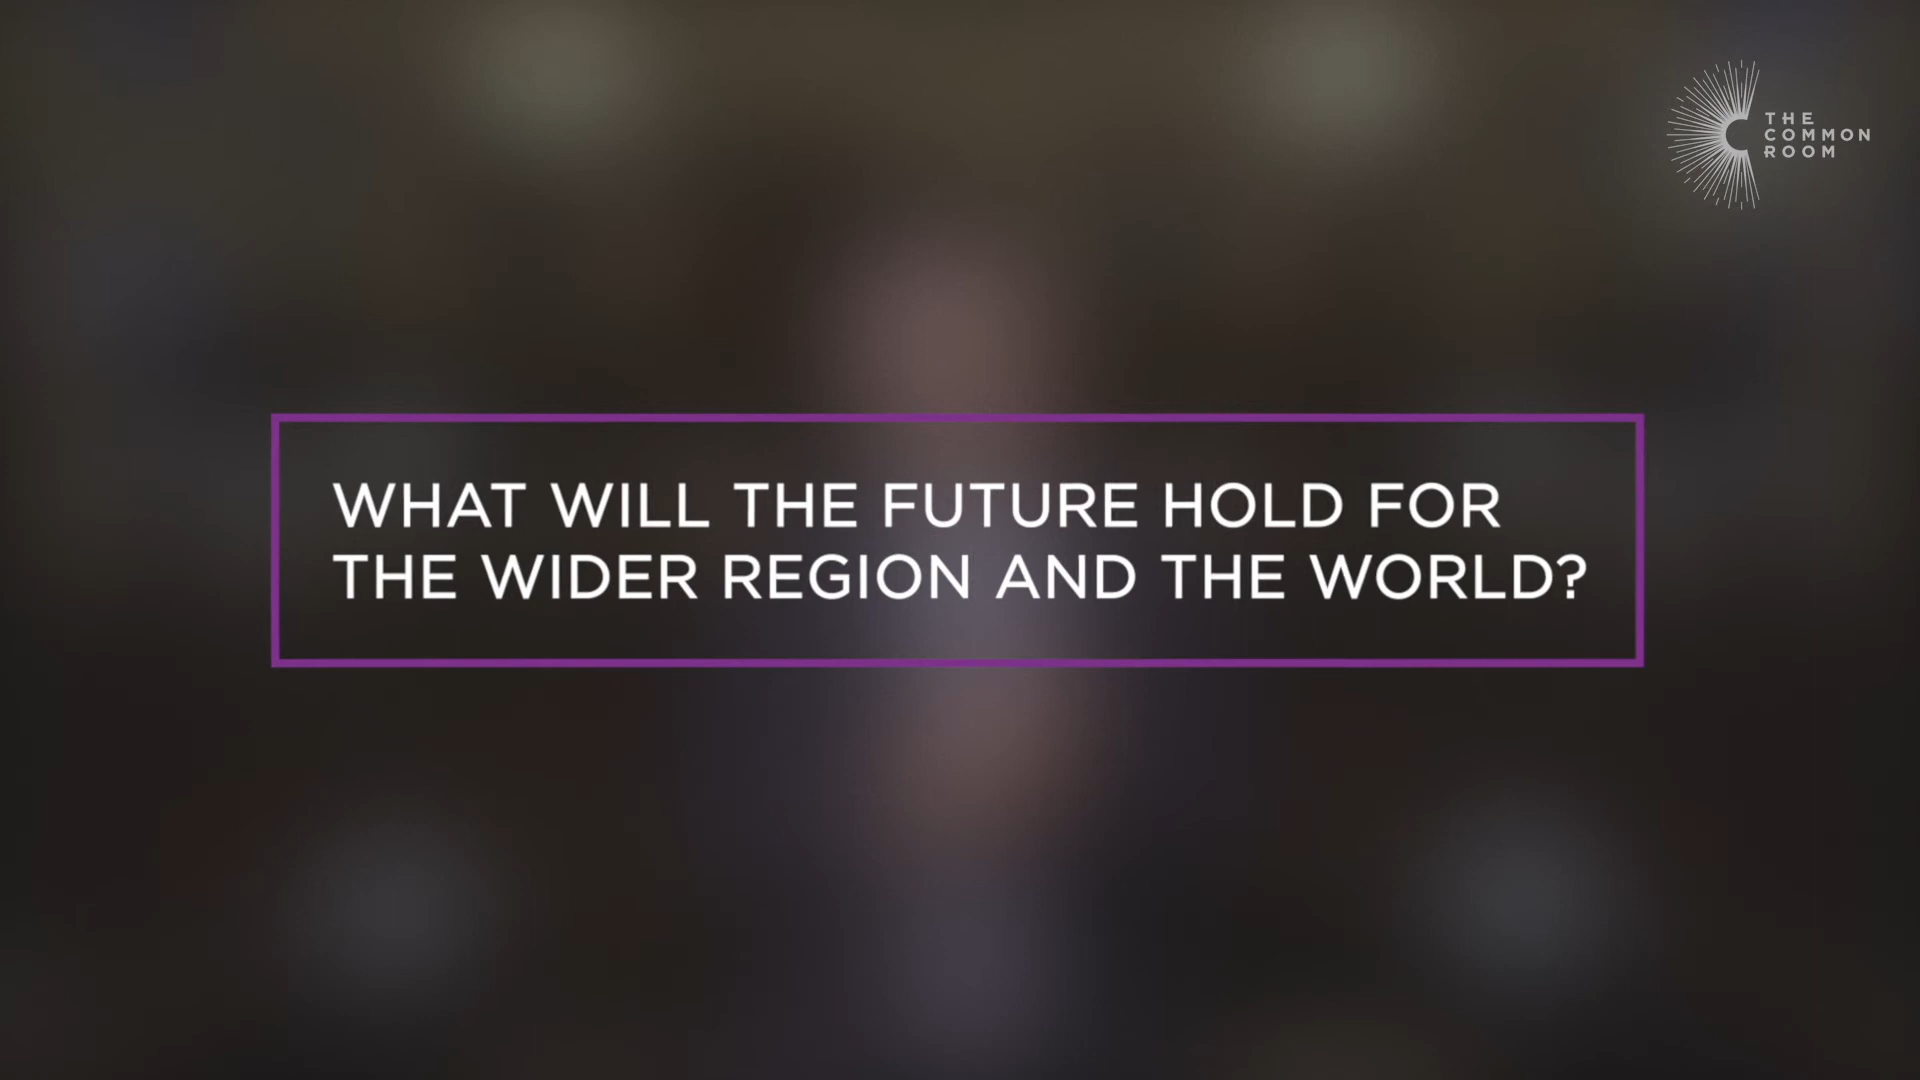 THE
COMMON
ROOM
WHAT WILL THE FUTURE HOLD FOR
THE WIDER REGION AND THE WORLD?